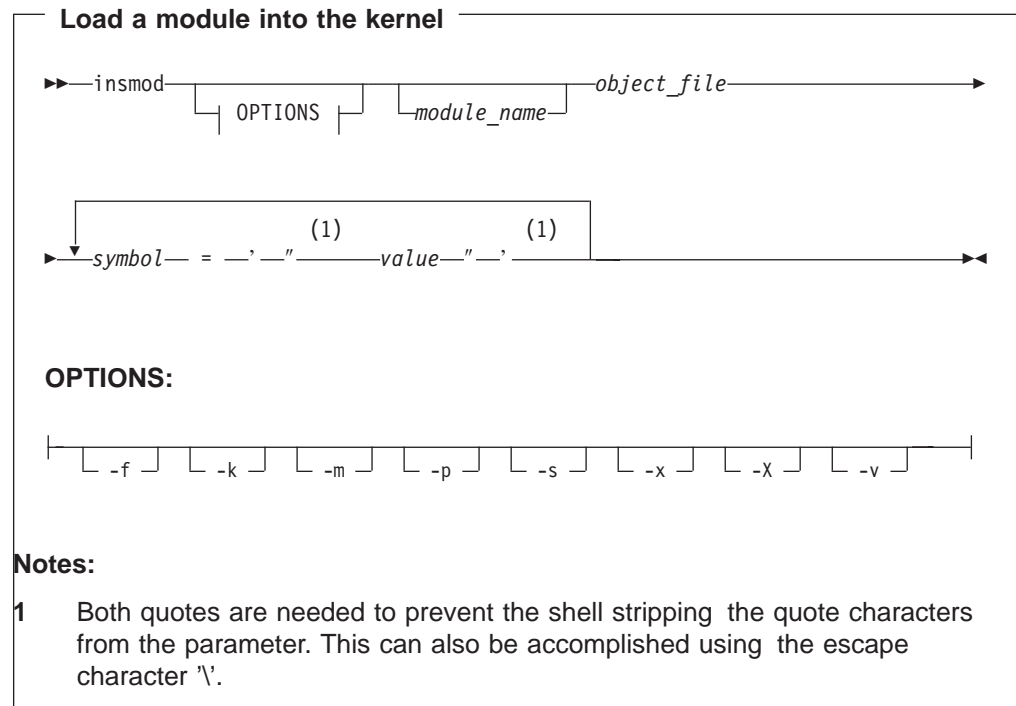 Load a module into the kernel
insmod OPTIONS module_name object_file
(1) (1)
symbol = ' " value " '
OPTIONS:
-f -k -m -p -s -x -X -v
Notes:
1 Both quotes are needed to prevent the shell stripping the quote characters
from the parameter. This can also be accomplished using the escape
character '\'.